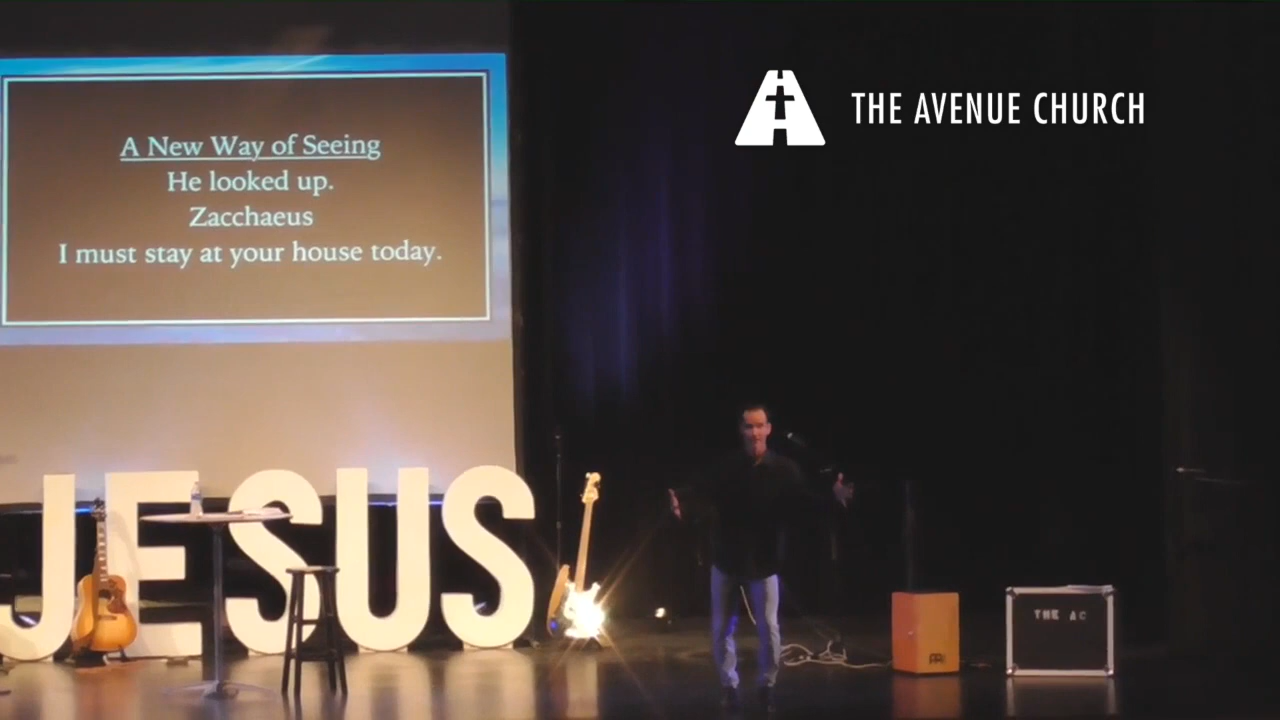 A New Way of Seeing
He looked up.
Zacchaeus
I must stay at your house today.
THE AVENUE CHURCH
JESUS
THE AC